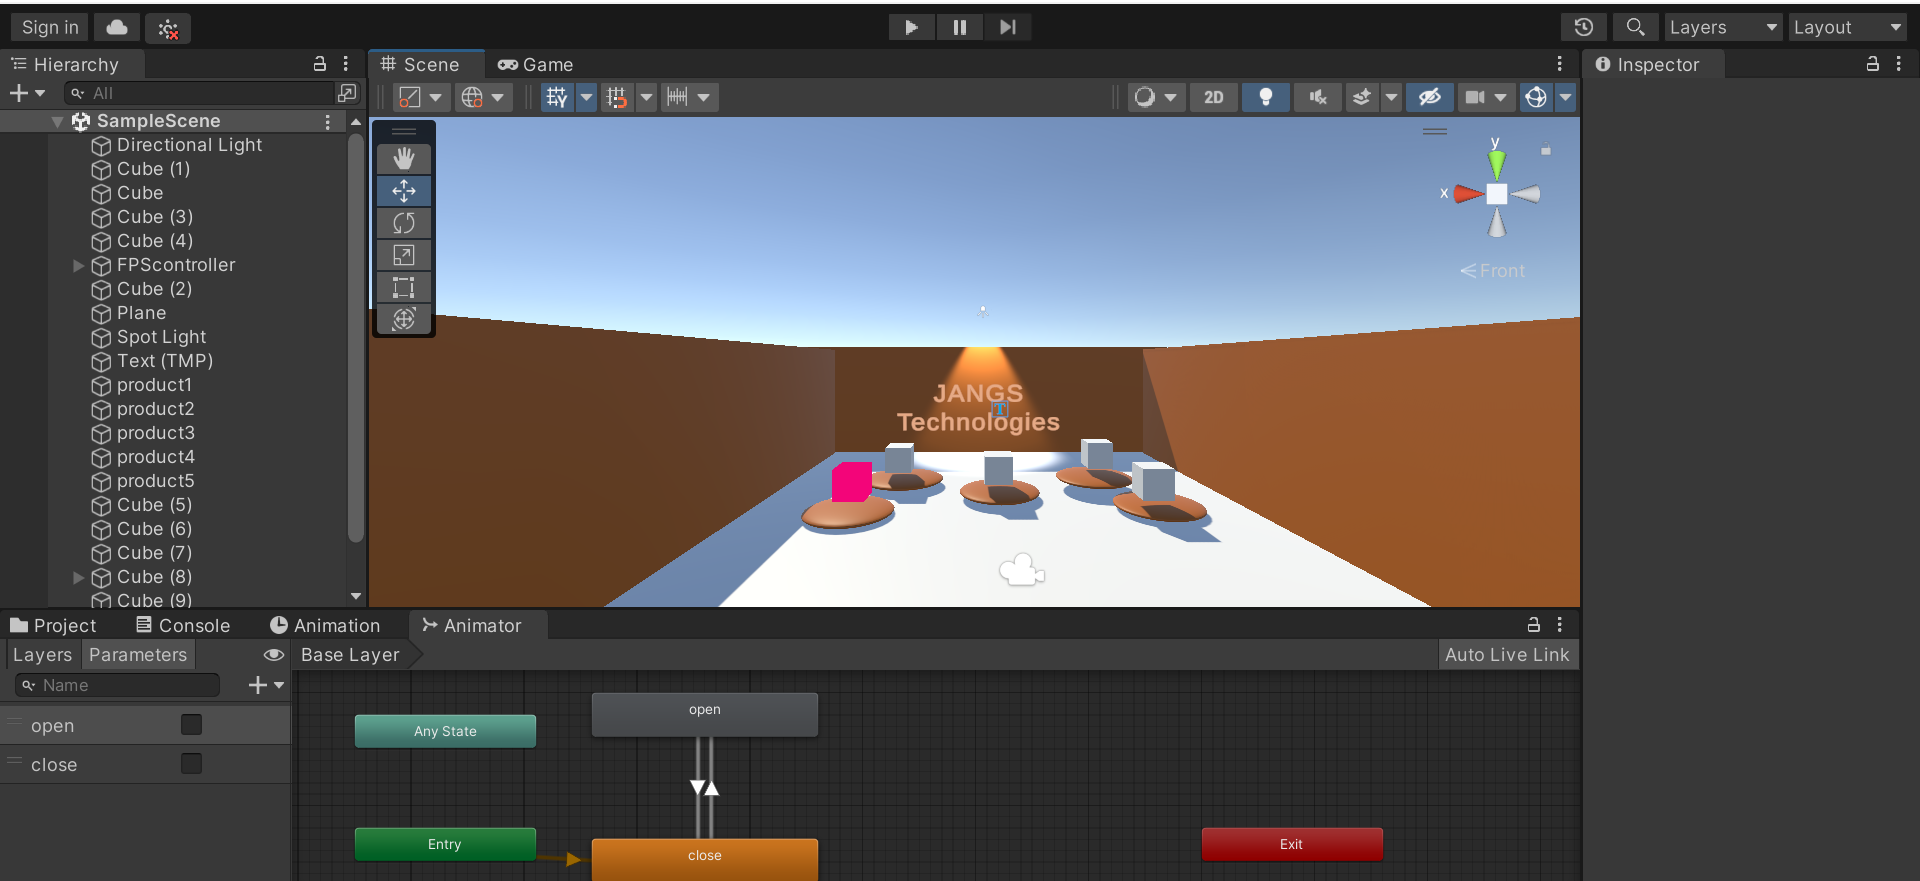 Sign in
Layers
Layout
Hierarchy
Scene
Game
Inspector
All
2D
SampleScene
Directional Light
Cube (1)
Cube
Cube (3)
Cube (4)
FPScontroller
Cube (2)
Plane
Spot Light
Text (TMP)
product1
product2
product3
product4
product5
Cube (5)
Cube (6)
Cube (7)
Cube (8)
Cube (9)
y
x
Front
JANGS
Technologies
Project
Console
Animation
Animator
Layers
Parameters
Base Layer
Auto Live Link
Name
open
close
Any State
open
Entry
close
Exit